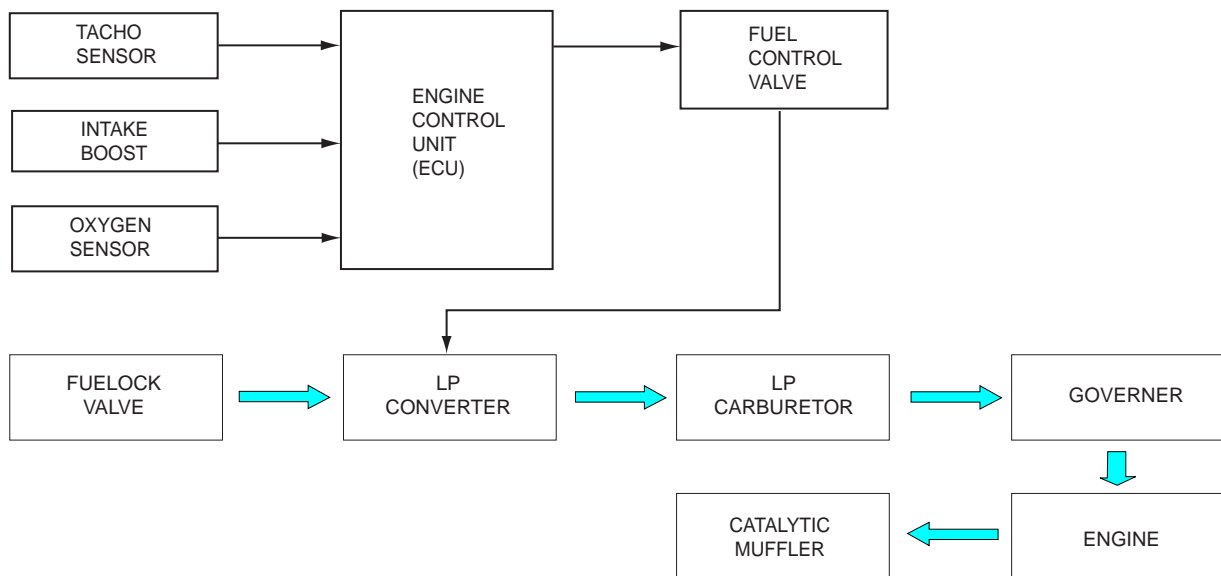 TACHO
SENSOR
INTAKE
BOOST
OXYGEN
SENSOR
ENGINE
CONTROL
UNIT
(ECU)
FUEL
CONTROL
VALVE
FUELOCK
VALVE
LP
CONVERTER
LP
CARBURETOR
GOVERNER
CATALYTIC
MUFFLER
ENGINE